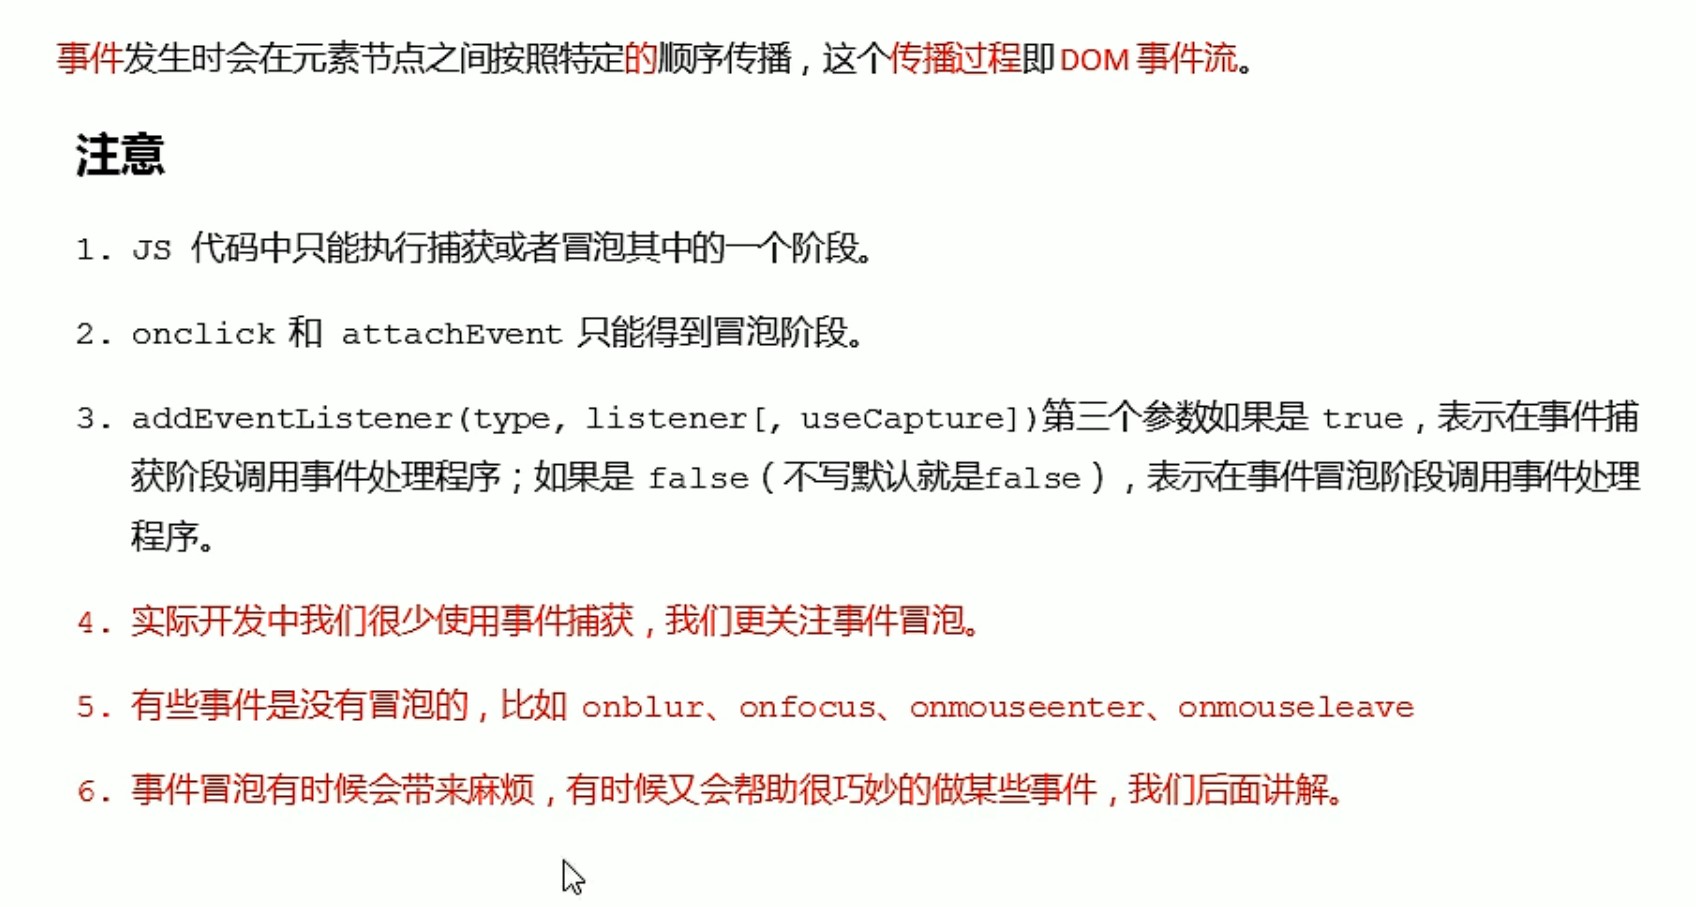 事件发生时会在元素节点之间按照特定的顺序传播，这个传播过程即DOM 事件流。
注意
1. JS 代码中只能执行捕获或者冒泡其中的一个阶段。
2. onclick 和 attachEvent 只能得到冒泡阶段。
3. addEventListener(type, listener[, useCapture])第三个参数如果是 true，表示在事件捕
获阶段调用事件处理程序；如果是 false（不写默认就是false），表示在事件冒泡阶段调用事件处理
程序。
4. 实际开发中我们很少使用事件捕获，我们更关注事件冒泡。
5. 有些事件是没有冒泡的，比如 onblur、onfocus、onmouseenter、onmouseleave
6. 事件冒泡有时候会带来麻烦，有时候又会帮助很巧妙的做某些事件，我们后面讲解。